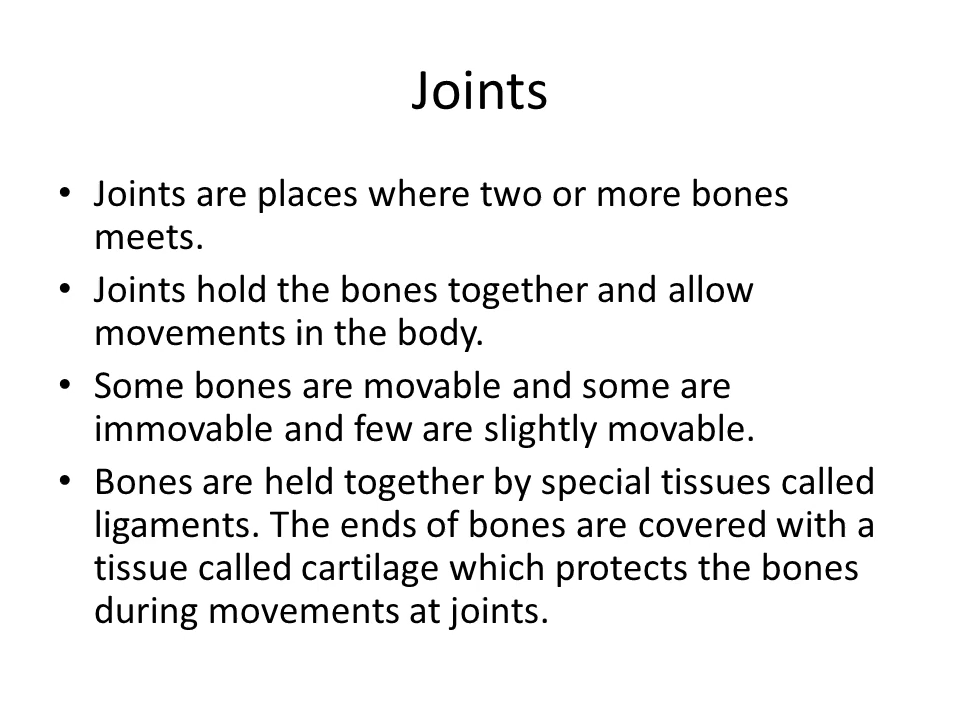 Joints
• Joints are places where two or more bones
meets.
• Joints hold the bones together and allow
movements in the body.
• Some bones are movable and some are
immovable and few are slightly movable.
• Bones are held together by special tissues called
ligaments. The ends of bones are covered with a
tissue called cartilage which protects the bones
during movements at joints.